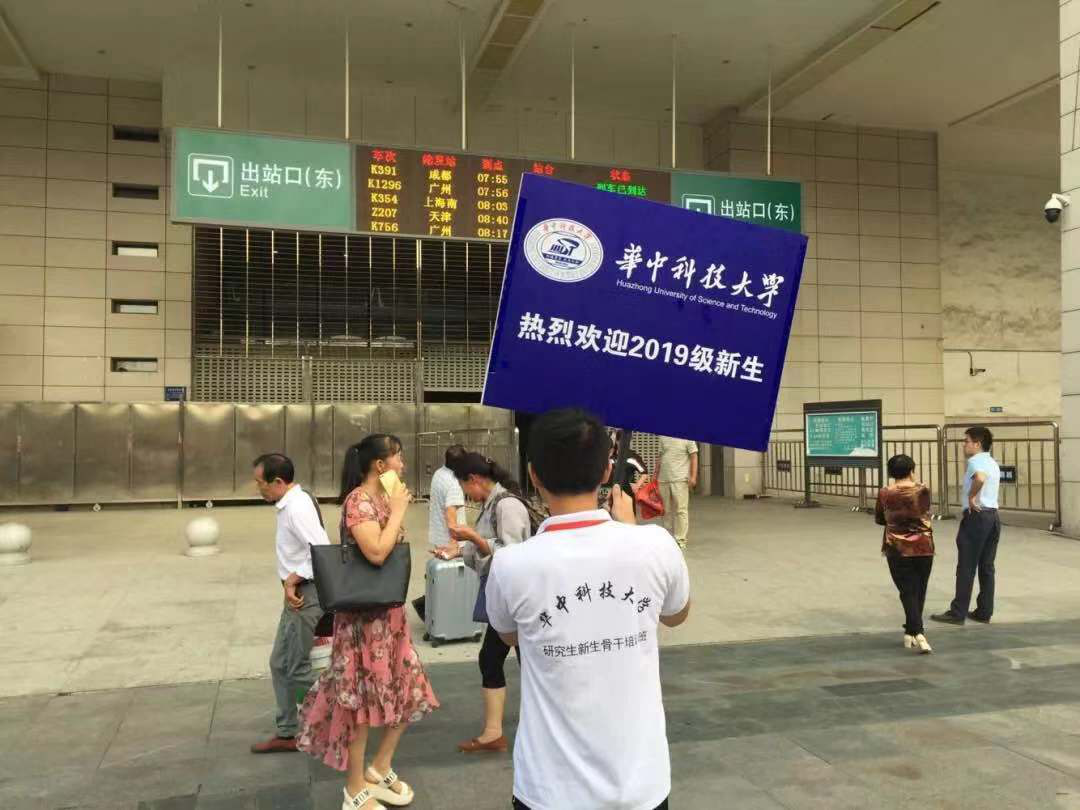 出站口(东)
Exit
车次 始发站 到点 站台 状态
K391 成都 07:55 列车已到达
K1296 广州 07:56
K354 上海南 08:03
Z207 天津 08:40
K756 广州 08:17
出站口(东)
華中科技大学
Huazhong University of Science and Technology
热烈欢迎2019级新生
華中科技大学
研究生新生骨干培训班